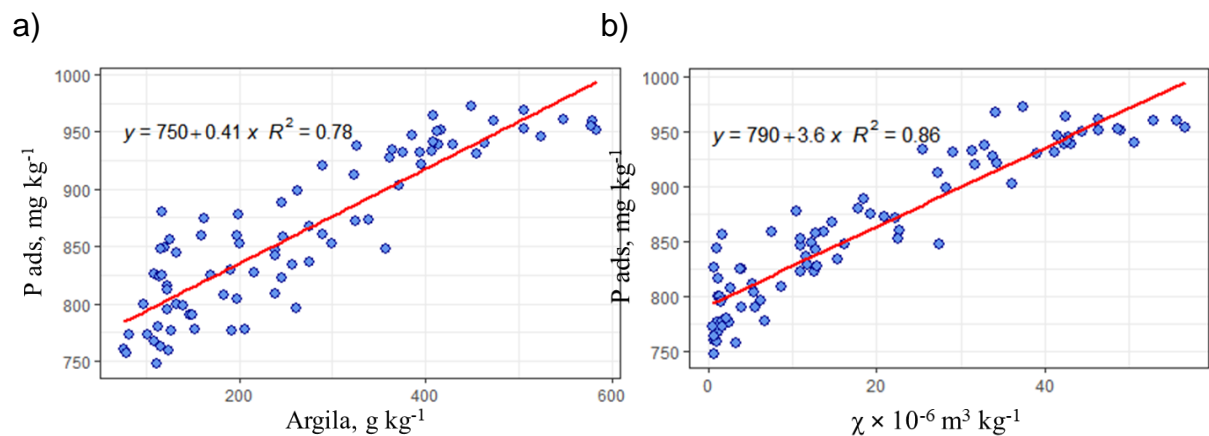 a)
P ads, mg kg⁻¹
1000
950
900
850
800
750
y = 750 + 0.41 x R² = 0.78
200
400
600
Argila, g kg⁻¹
b)
P ads, mg kg⁻¹
1000
950
900
850
800
750
y = 790 + 3.6 x R² = 0.86
0
20
40
χ × 10⁻⁶ m³ kg⁻¹